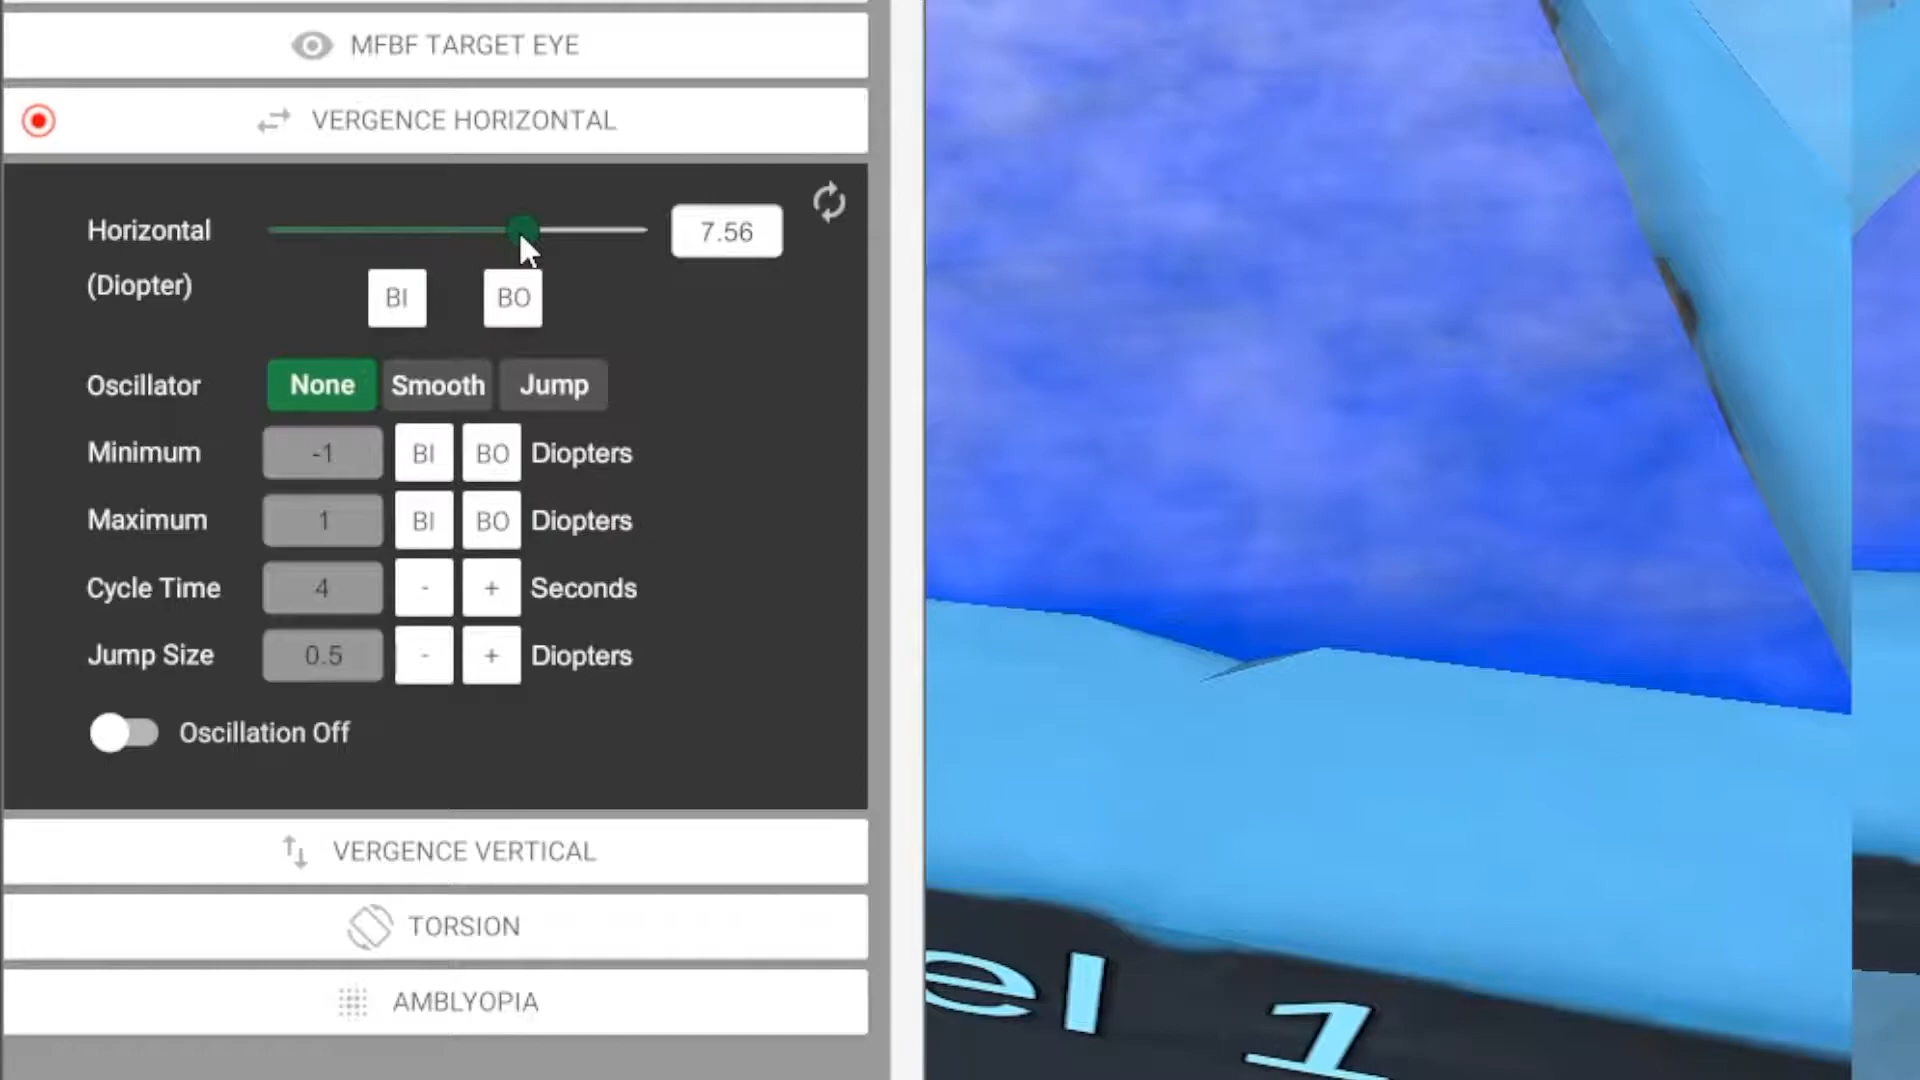 MFBF TARGET EYE
VERGENCE HORIZONTAL
Horizontal 7.56
(Diopter) BI BO
Oscillator None Smooth Jump
Minimum -1 BI BO Diopters
Maximum 1 BI BO Diopters
Cycle Time 4 - + Seconds
Jump Size 0.5 - + Diopters
Oscillation Off
VERGENCE VERTICAL
TORSION
AMBLYOPIA
el 1